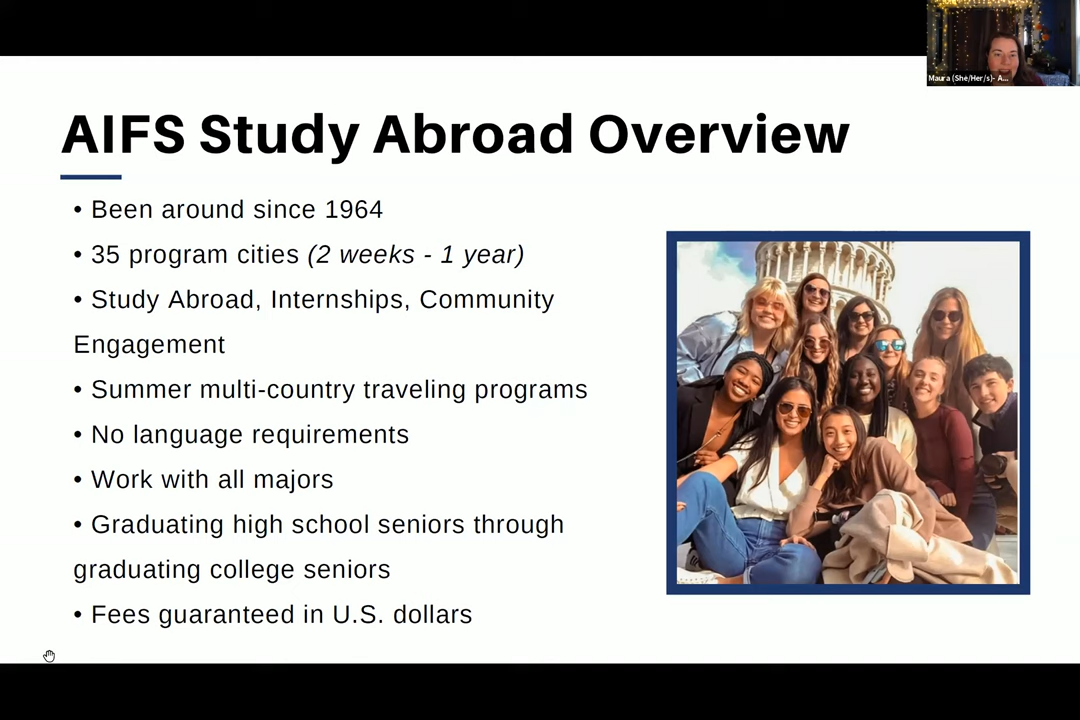 Maura (She/Her/s)- A...
AIFS Study Abroad Overview
• Been around since 1964
• 35 program cities (2 weeks - 1 year)
• Study Abroad, Internships, Community
Engagement
• Summer multi-country traveling programs
• No language requirements
• Work with all majors
• Graduating high school seniors through
graduating college seniors
• Fees guaranteed in U.S. dollars